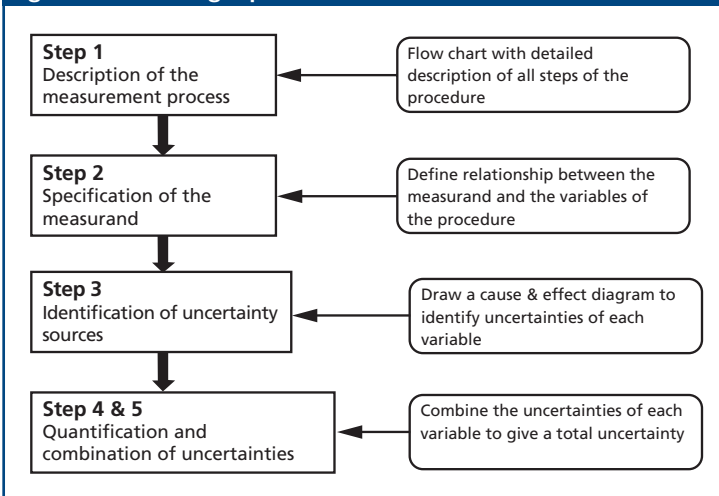 Step 1
Description of the
measurement process
Flow chart with detailed
description of all steps of the
procedure
Step 2
Specification of the
measurand
Define relationship between the
measurand and the variables of
the procedure
Step 3
Identification of uncertainty
sources
Draw a cause & effect diagram to
identify uncertainties of each
variable
Step 4 & 5
Quantification and
combination of uncertainties
Combine the uncertainties of each
variable to give a total uncertainty